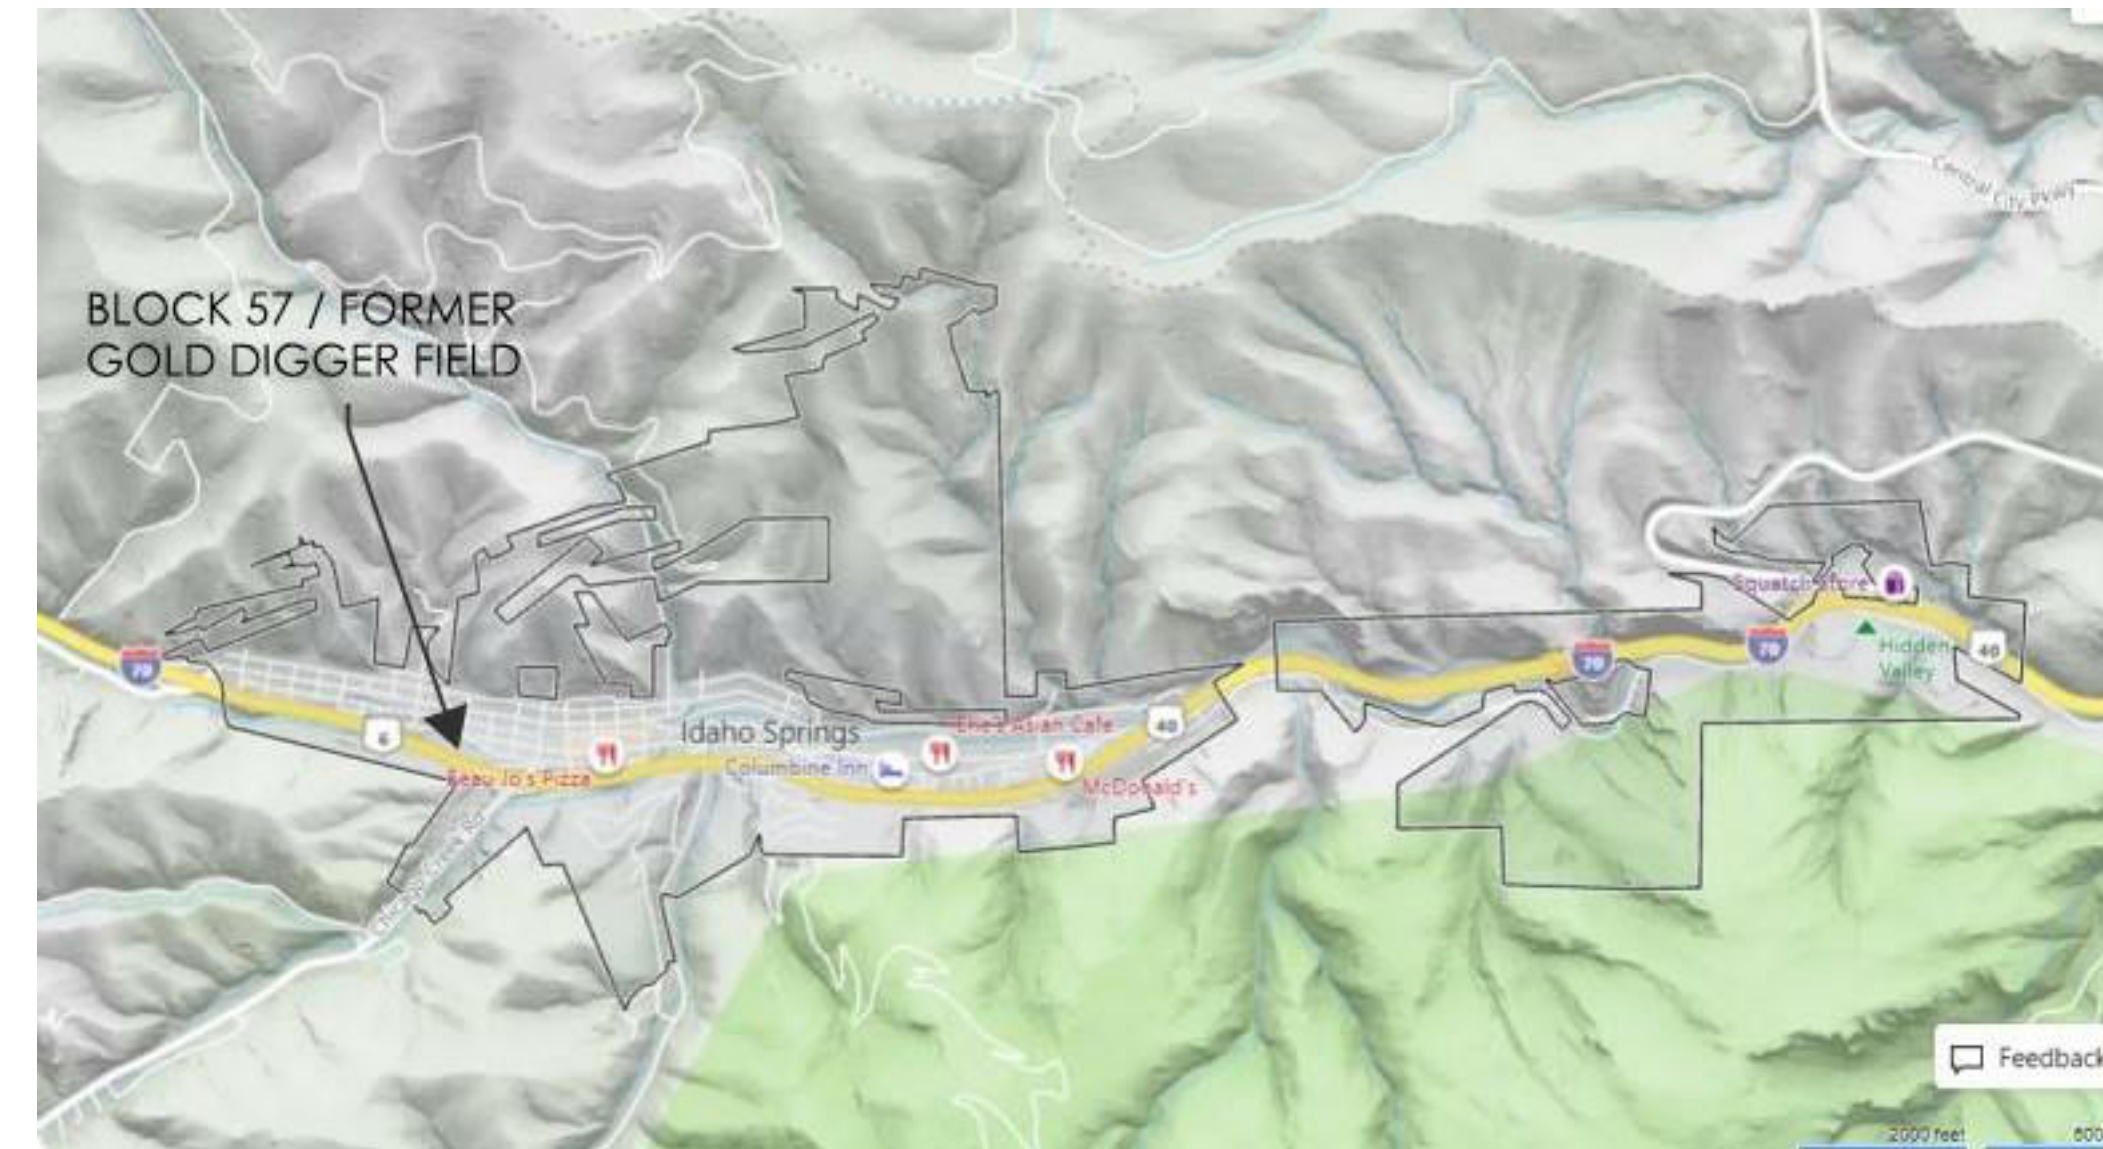 Central City Pkwy
BLOCK 57 / FORMER
GOLD DIGGER FIELD
Squatch Store
70
70
70
Hidden
Valley
40
6
40
Idaho Springs
Columbine Inn
Beau Jo's Pizza
Asian Cafe
McDonald's
Feedback
2000 feet